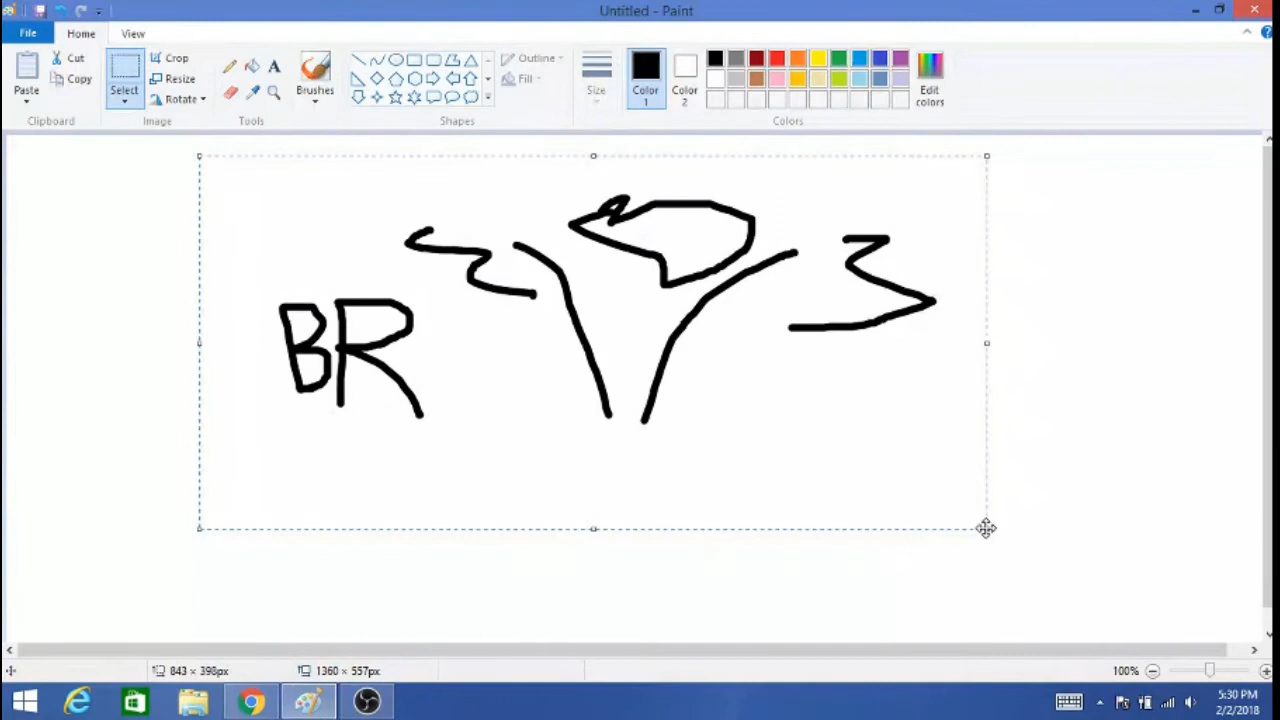 Untitled - Paint
File Home View
Paste
Cut
Copy
Clipboard
Select
Crop
Resize
Rotate
Image
A
Tools
Brushes
Outline
Fill
Shapes
Size
Color 1
Color 2
Edit colors
Colors
BR
3
843 × 398px
1360 × 557px
100%
5:30 PM
2/2/2018